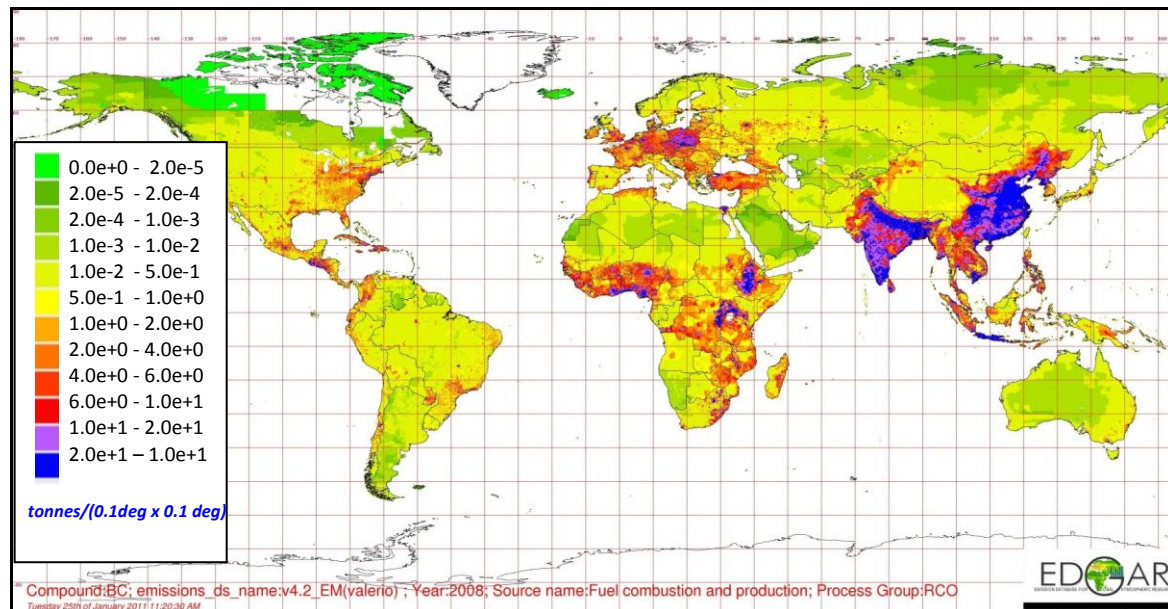 0.0e+0 - 2.0e-5
2.0e-5 - 2.0e-4
2.0e-4 - 1.0e-3
1.0e-3 - 1.0e-2
1.0e-2 - 5.0e-1
5.0e-1 - 1.0e+0
1.0e+0 - 2.0e+0
2.0e+0 - 4.0e+0
4.0e+0 - 6.0e+0
6.0e+0 - 1.0e+1
1.0e+1 - 2.0e+1
2.0e+1 – 1.0e+1
tonnes/(0.1deg x 0.1 deg)
Compound:BC; emissions_ds_name:v4.2_EM(valerio) ; Year:2008; Source name:Fuel combustion and production; Process Group:RCO
Tuesday 25th of January 2011 11:20:30 AM
EDGAR